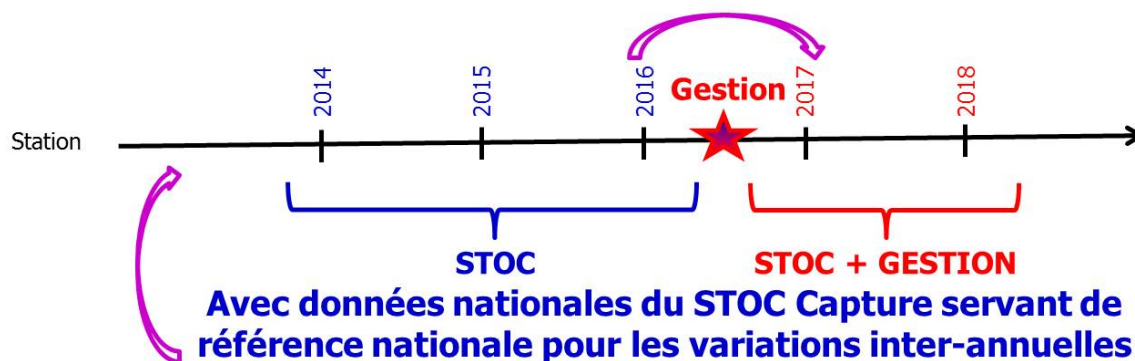 2014
2015
2016
Gestion
2017
2018
Station
STOC
STOC + GESTION
Avec données nationales du STOC Capture servant de
référence nationale pour les variations inter-annuelles